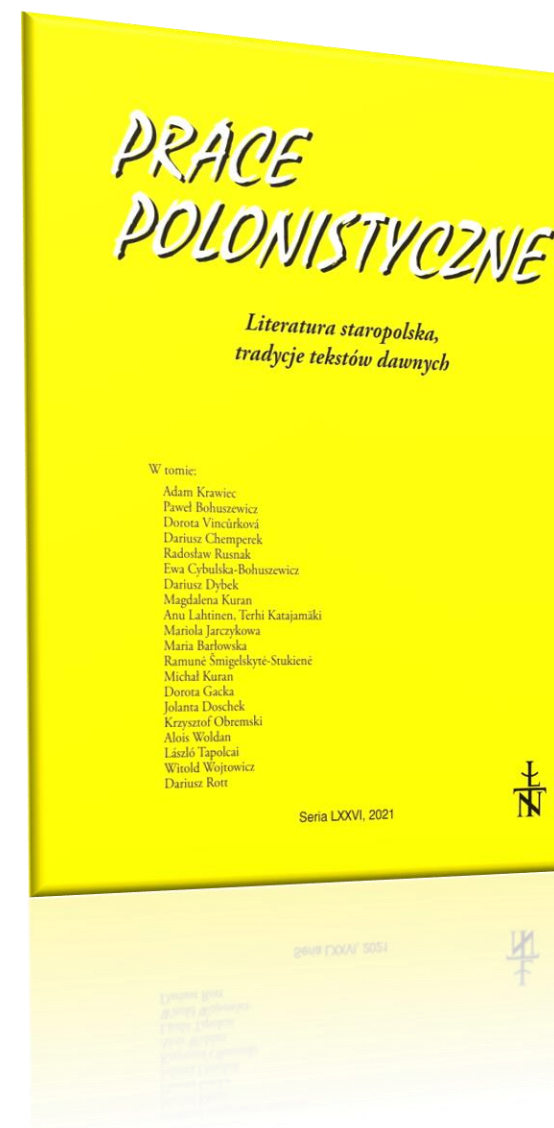 PRACE
POLONISTYCZNE
Literatura staropolska,
tradycje tekstów dawnych
W tomie:
Adam Krawiec
Paweł Bohuszewicz
Dorota Vincůrková
Dariusz Chemperek
Radosław Rusnak
Ewa Cybulska-Bohuszewicz
Dariusz Dybek
Magdalena Kuran
Anu Lahtinen, Terhi Katajamäki
Mariola Jarczykowa
Maria Barłowska
Ramunė Šmigelskytė-Stukienė
Michał Kuran
Dorota Gacka
Jolanta Doschek
Krzysztof Obremski
Alois Woldan
László Tapolcai
Witold Wojtowicz
Dariusz Rott
Seria LXXVI, 2021